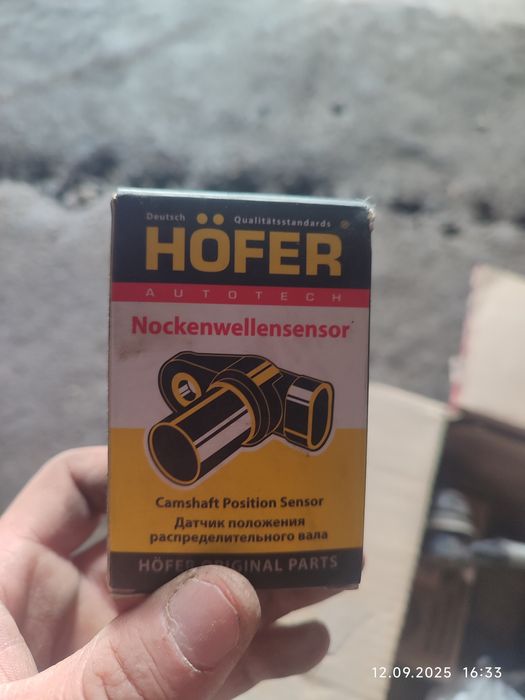 Deutsch Qualitätsstandards
HÖFER ®
AUTOTECH
Nockenwellensensor
Camshaft Position Sensor
Датчик положения
распределительного вала
HÖFER ORIGINAL PARTS
12.09.2025 16:33